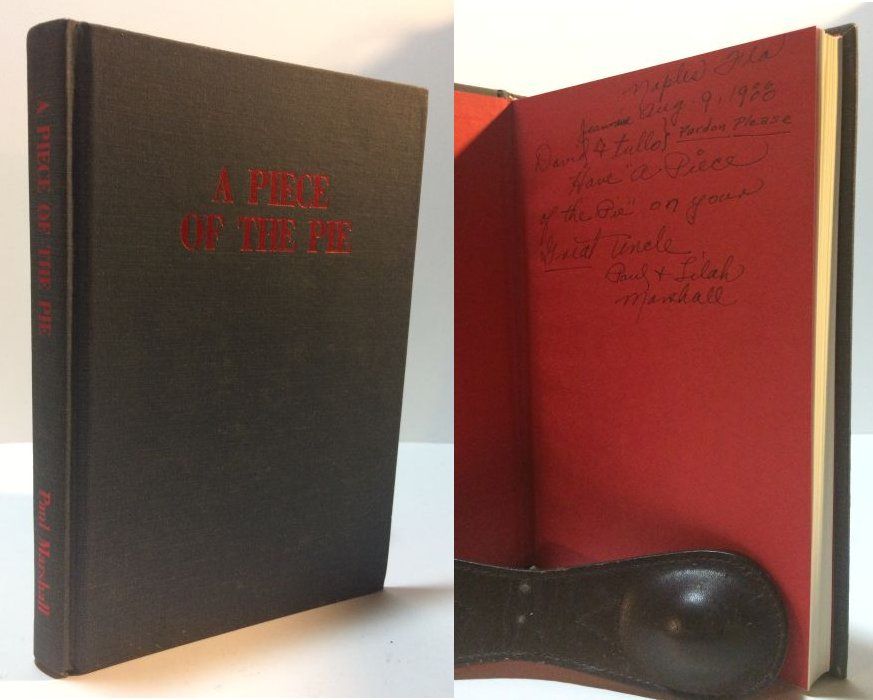 A PIECE OF THE PIE
Paul Marshall
A PIECE
OF THE PIE
Naples Fla
Aug. 9, 1988
David & Tullos} Pardon Please
Have "a Piece
of the Pie" on your
Great Uncle
Paul & Lilah
Marshall